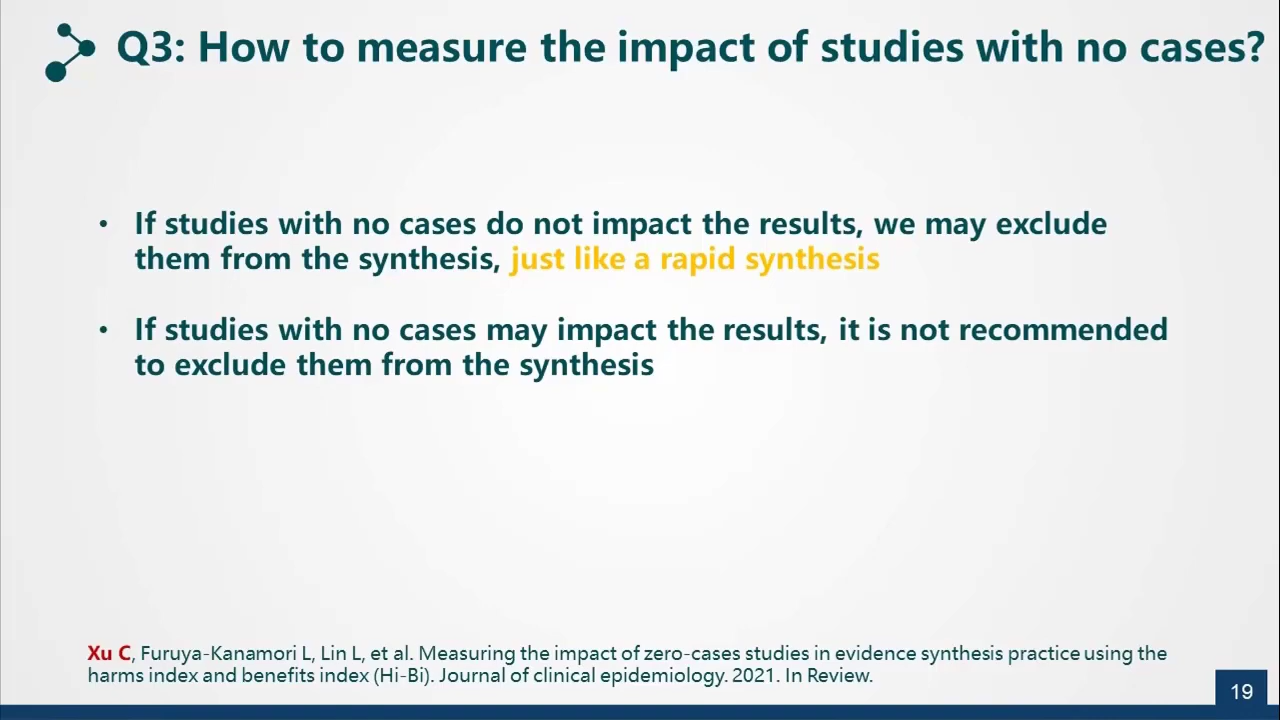 Q3: How to measure the impact of studies with no cases?
• If studies with no cases do not impact the results, we may exclude
them from the synthesis, just like a rapid synthesis
• If studies with no cases may impact the results, it is not recommended
to exclude them from the synthesis
Xu C, Furuya-Kanamori L, Lin L, et al. Measuring the impact of zero-cases studies in evidence synthesis practice using the
harms index and benefits index (Hi-Bi). Journal of clinical epidemiology. 2021. In Review.
19